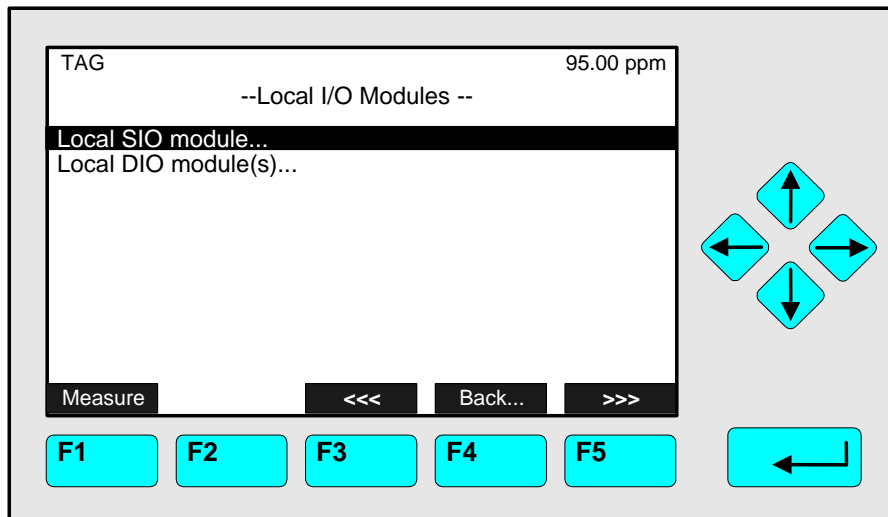 TAG 95.00 ppm
--Local I/O Modules --
Local SIO module...
Local DIO module(s)...
Measure <<< Back... >>>
F1 F2 F3 F4 F5